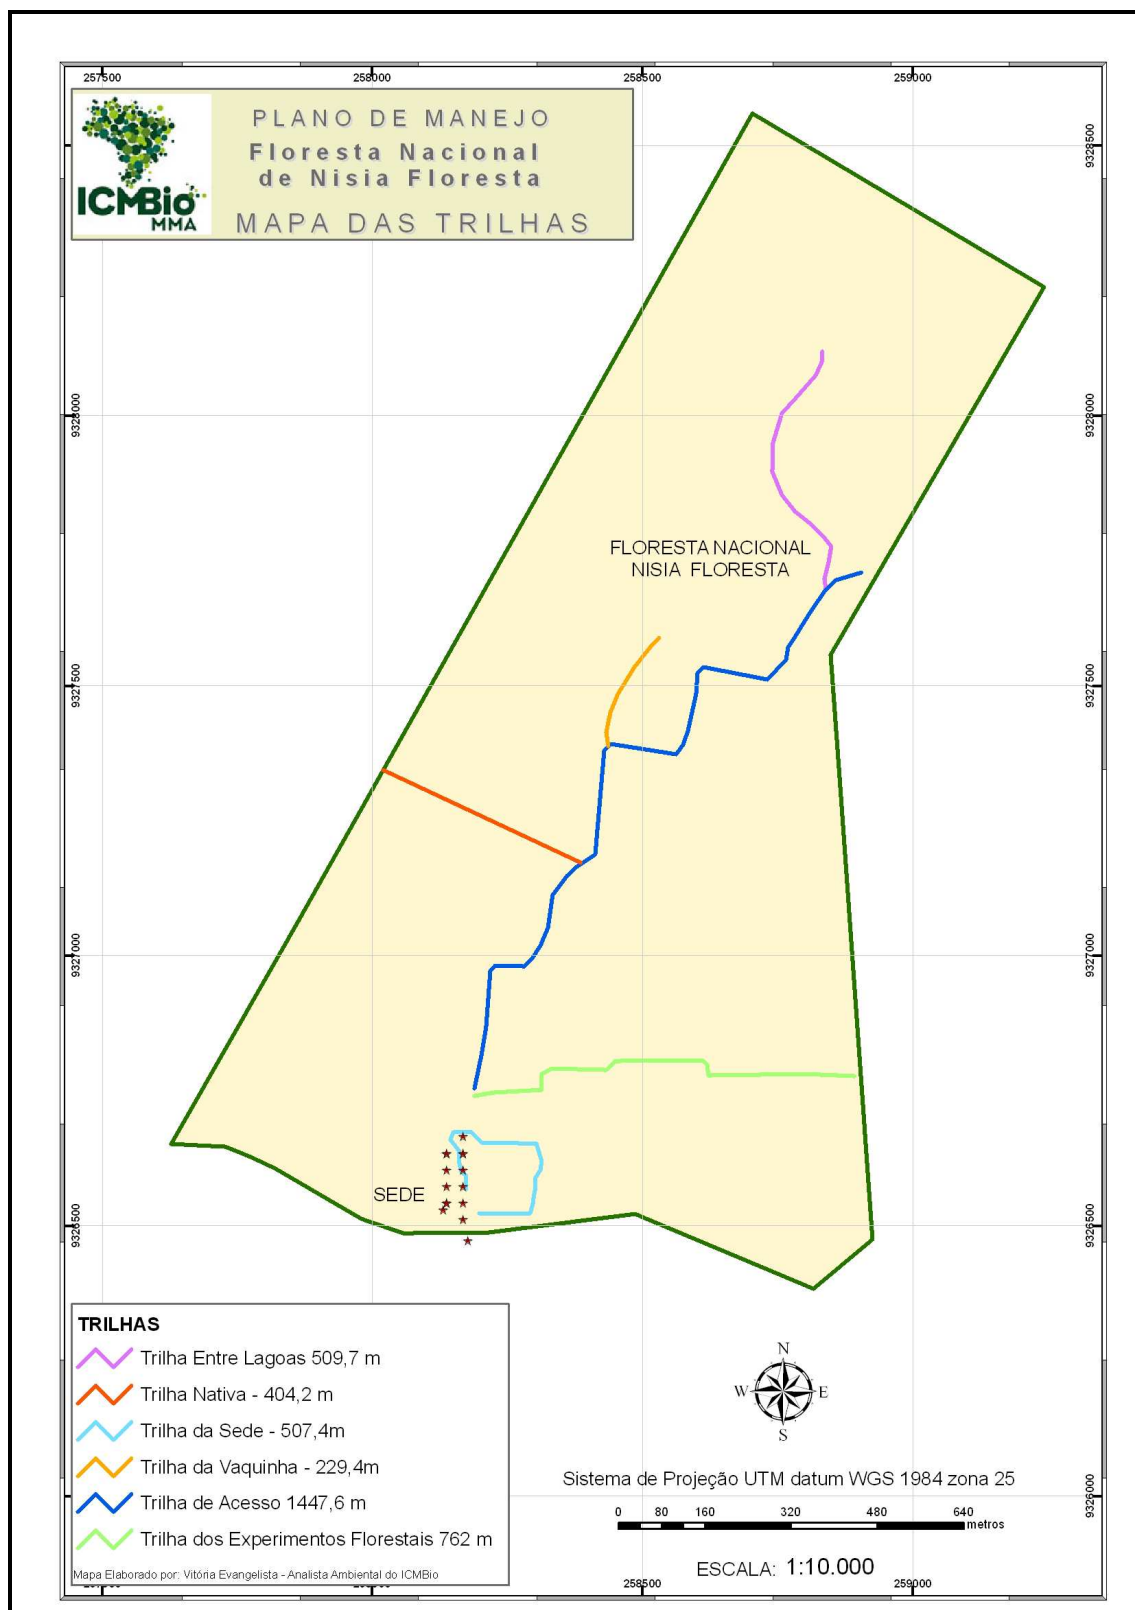 257500 258000 258500 259000
PLANO DE MANEJO
Floresta Nacional
de Nisia Floresta
MAPA DAS TRILHAS
ICMBio
MMA
9328500
9328000 9328000
FLORESTA NACIONAL
NISIA FLORESTA
9327500 9327500
9327000 9327000
SEDE
9326500 9326500
TRILHAS
Trilha Entre Lagoas 509,7 m
Trilha Nativa - 404,2 m
Trilha da Sede - 507,4m
Trilha da Vaquinha - 229,4m
Trilha de Acesso 1447,6 m
Trilha dos Experimentos Florestais 762 m
Mapa Elaborado por: Vitória Evangelista - Analista Ambiental do ICMBio
N
W E
S
Sistema de Projeção UTM datum WGS 1984 zona 25
9326000
0 80 160 320 480 640
metros
ESCALA: 1:10.000
258500 259000